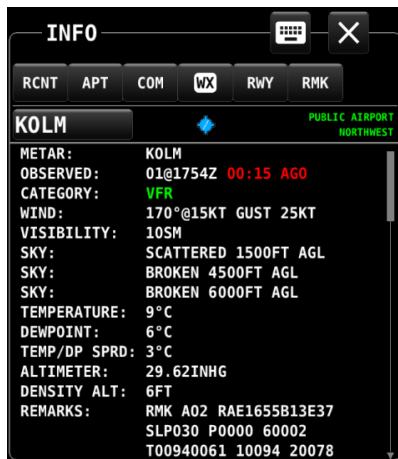 INFO
RCNT APT COM WX RWY RMK
KOLM
PUBLIC AIRPORT
NORTHWEST
METAR: KOLM
OBSERVED: 01@1754Z 00:15 AGO
CATEGORY: VFR
WIND: 170°@15KT GUST 25KT
VISIBILITY: 10SM
SKY: SCATTERED 1500FT AGL
SKY: BROKEN 4500FT AGL
SKY: BROKEN 6000FT AGL
TEMPERATURE: 9°C
DEWPOINT: 6°C
TEMP/DP SPRD: 3°C
ALTIMETER: 29.62INHG
DENSITY ALT: 6FT
REMARKS: RMK AO2 RAE1655B13E37
SLP030 P0000 60002
T00940061 10094 20078